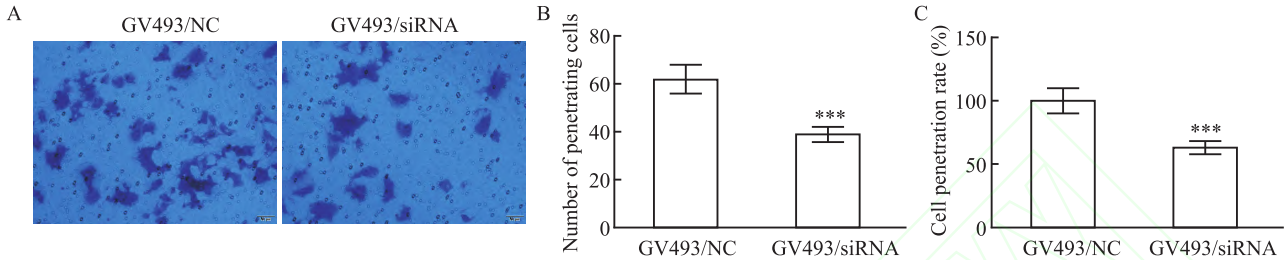 A
GV493/NC
GV493/siRNA
B
Number of penetrating cells
80
60
40
20
0
***
GV493/NC
GV493/siRNA
C
Cell penetration rate (%)
150
100
50
0
***
GV493/NC
GV493/siRNA